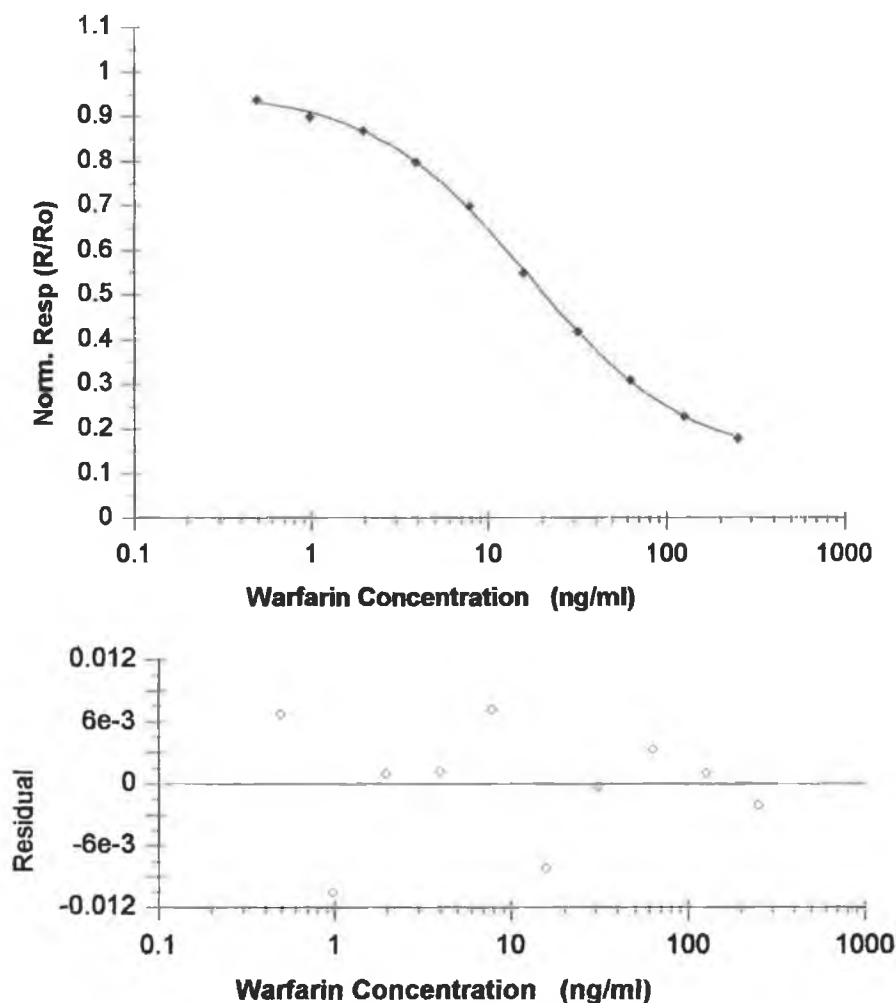 1.1
1
0.9
0.8
0.7
0.6
0.5
0.4
0.3
0.2
0.1
0
Norm. Resp (R/Ro)
0.1 1 10 100 1000
Warfarin Concentration (ng/ml)
0.012
6e-3
0
-6e-3
-0.012
Residual
0.1 1 10 100 1000
Warfarin Concentration (ng/ml)